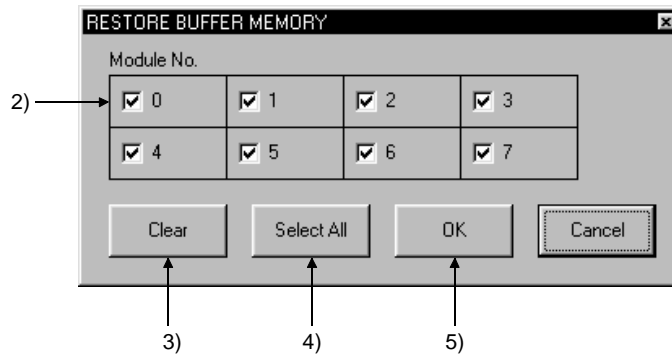 RESTORE BUFFER MEMORY
Module No.
2) 0 1 2 3
4 5 6 7
Clear Select All OK Cancel
3) 4) 5)